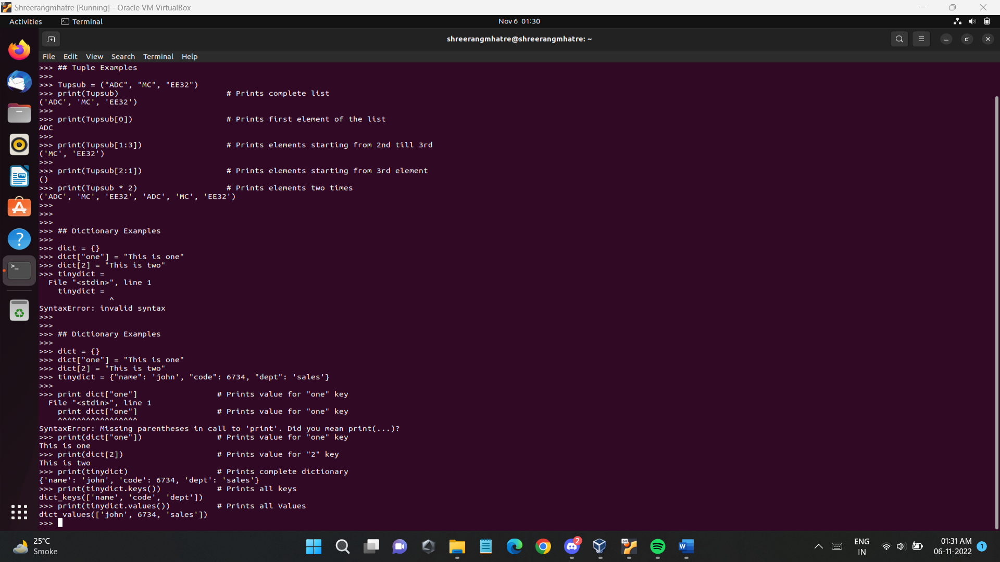 Shreerangmhatre [Running] - Oracle VM VirtualBox
Activities Terminal Nov 6 01:30
shreerangmhatre@shreerangmhatre: ~
File Edit View Search Terminal Help
>>> ## Tuple Examples
>>>
>>> Tupsub = ("ADC", "MC", "EE32")
>>> print(Tupsub) # Prints complete list
('ADC', 'MC', 'EE32')
>>>
>>> print(Tupsub[0]) # Prints first element of the list
ADC
>>>
>>> print(Tupsub[1:3]) # Prints elements starting from 2nd till 3rd
('MC', 'EE32')
>>>
>>> print(Tupsub[2:1]) # Prints elements starting from 3rd element
()
>>> print(Tupsub * 2) # Prints elements two times
('ADC', 'MC', 'EE32', 'ADC', 'MC', 'EE32')
>>>
>>>
>>>
>>> ## Dictionary Examples
>>>
>>> dict = {}
>>> dict["one"] = "This is one"
>>> dict[2] = "This is two"
>>> tinydict =
File "<stdin>", line 1
tinydict =
^
SyntaxError: invalid syntax
>>>
>>>
>>> ## Dictionary Examples
>>>
>>> dict = {}
>>> dict["one"] = "This is one"
>>> dict[2] = "This is two"
>>> tinydict = {"name": 'john', "code": 6734, "dept": 'sales'}
>>>
>>> print dict["one"] # Prints value for "one" key
File "<stdin>", line 1
print dict["one"] # Prints value for "one" key
^^^^^^^^^^^^^^^^^
SyntaxError: Missing parentheses in call to 'print'. Did you mean print(...)?
>>> print(dict["one"]) # Prints value for "one" key
This is one
>>> print(dict[2]) # Prints value for "2" key
This is two
>>> print(tinydict) # Prints complete dictionary
{'name': 'john', 'code': 6734, 'dept': 'sales'}
>>> print(tinydict.keys()) # Prints all keys
dict_keys(['name', 'code', 'dept'])
>>> print(tinydict.values()) # Prints all Values
dict_values(['john', 6734, 'sales'])
>>>
25°C
Smoke
2
64
ENG
IN
01:31 AM
06-11-2022
1